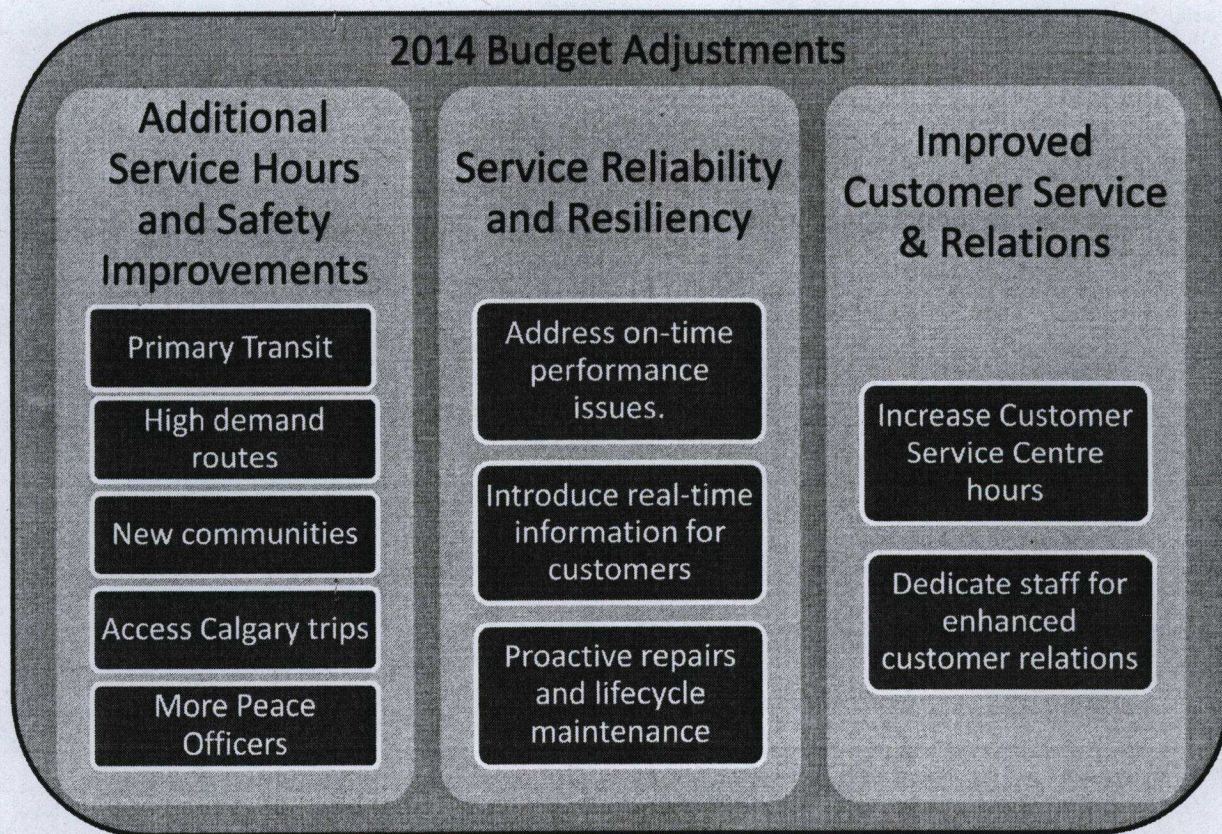 2014 Budget Adjustments
Additional
Service Hours
and Safety
Improvements
Primary Transit
High demand
routes
New communities
Access Calgary trips
More Peace
Officers
Service Reliability
and Resiliency
Address on-time
performance
issues.
Introduce real-time
information for
customers
Proactive repairs
and lifecycle
maintenance
Improved
Customer Service
& Relations
Increase Customer
Service Centre
hours
Dedicate staff for
enhanced
customer relations